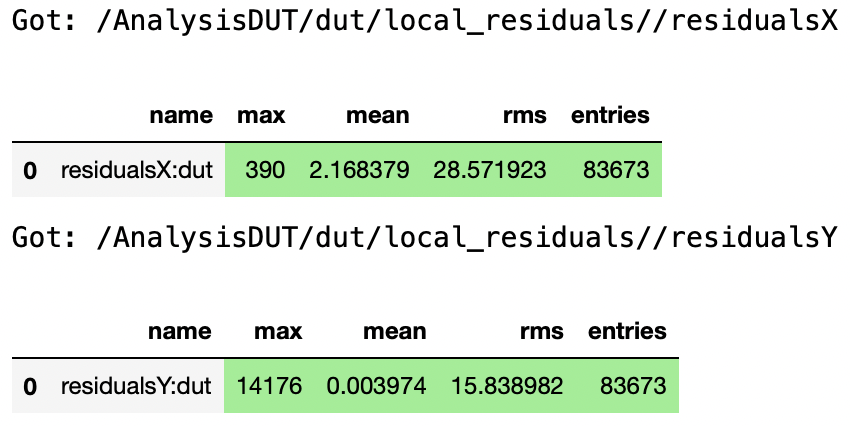 Got: /AnalysisDUT/dut/local_residuals//residualsX
name max mean rms entries
0 residualsX:dut 390 2.168379 28.571923 83673
Got: /AnalysisDUT/dut/local_residuals//residualsY
name max mean rms entries
0 residualsY:dut 14176 0.003974 15.838982 83673